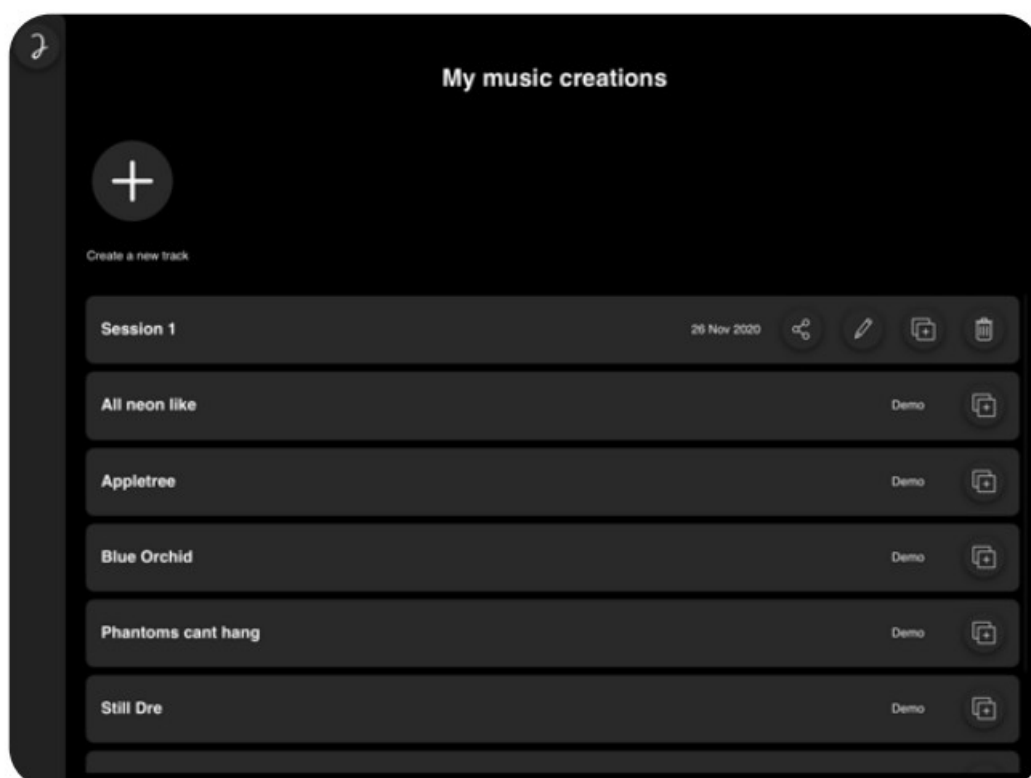 My music creations
Create a new track
Session 1 26 Nov 2020
All neon like Demo
Appletree Demo
Blue Orchid Demo
Phantoms cant hang Demo
Still Dre Demo